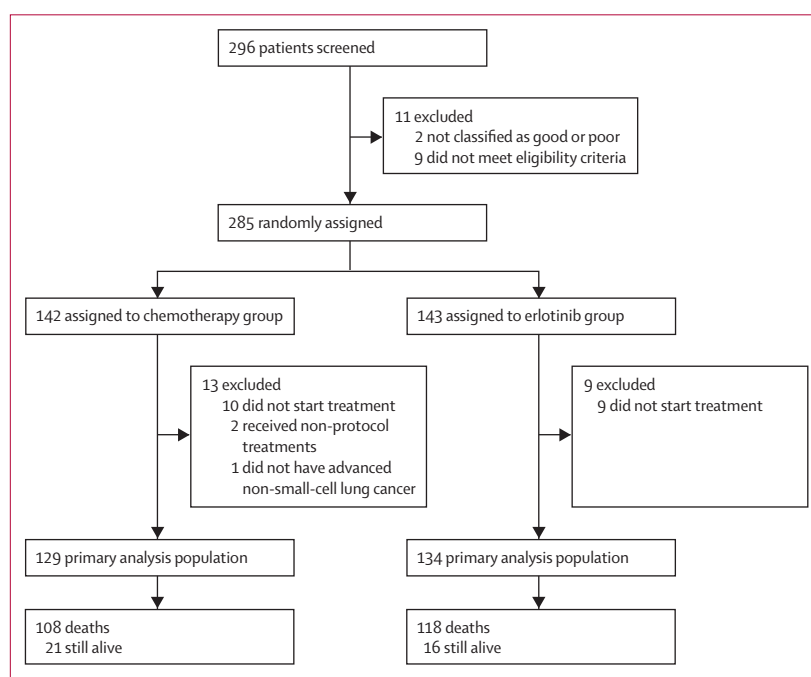 296 patients screened
11 excluded
2 not classified as good or poor
9 did not meet eligibility criteria
285 randomly assigned
142 assigned to chemotherapy group
143 assigned to erlotinib group
13 excluded
10 did not start treatment
2 received non-protocol
treatments
1 did not have advanced
non-small-cell lung cancer
9 excluded
9 did not start treatment
129 primary analysis population
134 primary analysis population
108 deaths
21 still alive
118 deaths
16 still alive